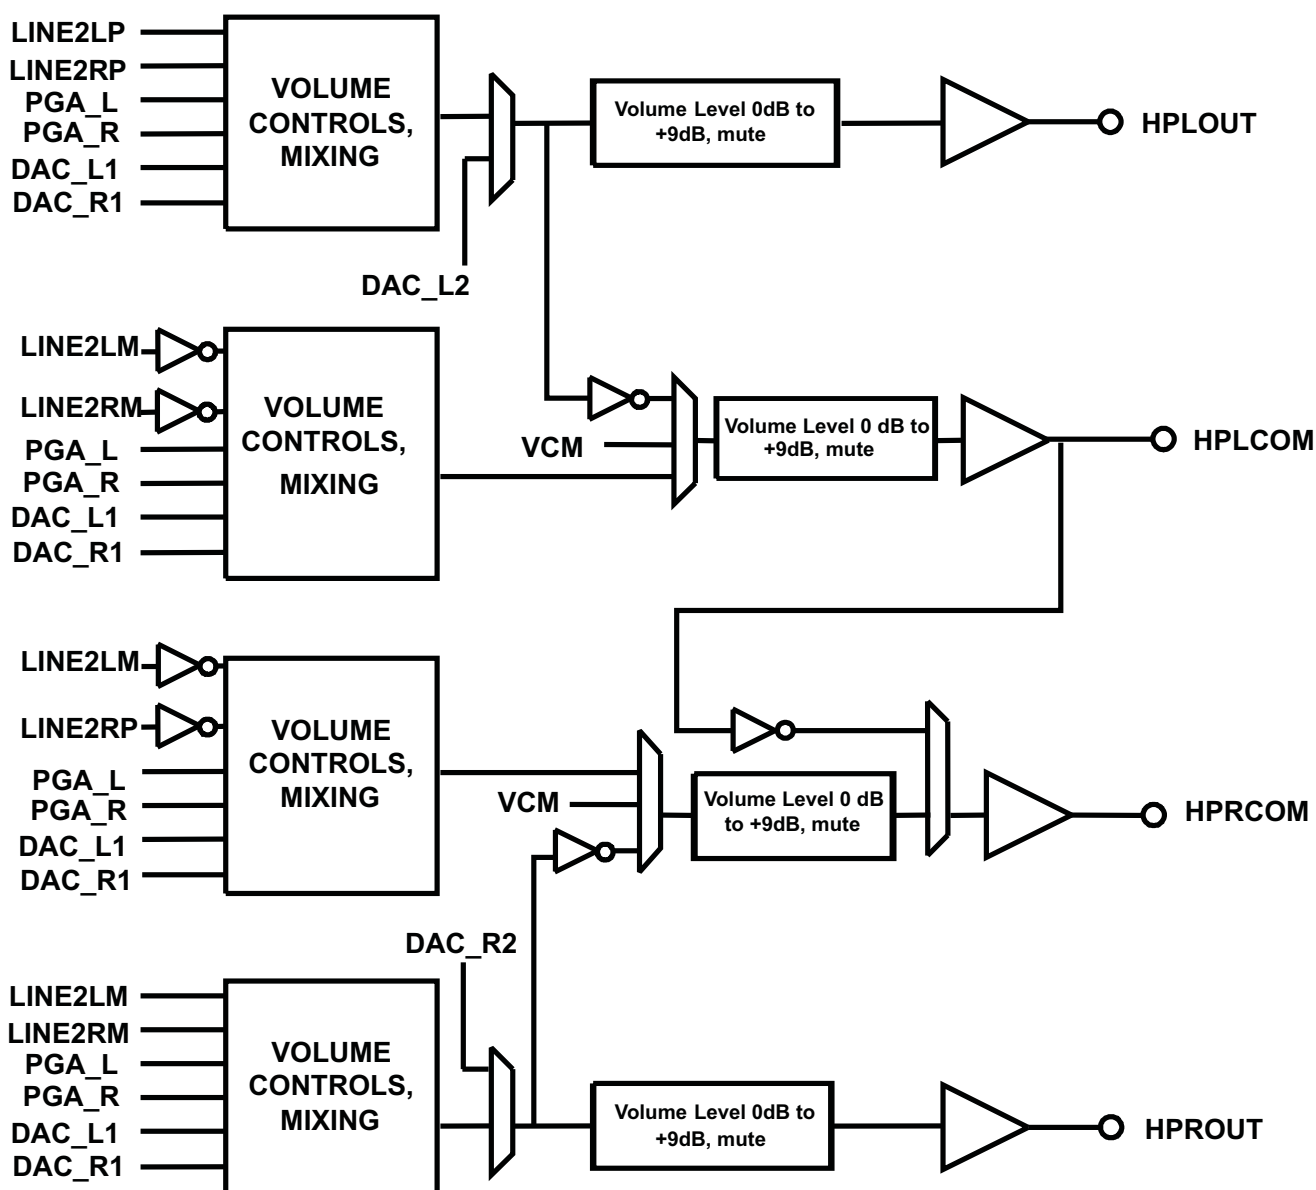 LINE2LP
LINE2RP
PGA_L
PGA_R
DAC_L1
DAC_R1
VOLUME
CONTROLS,
MIXING
DAC_L2
Volume Level 0dB to
+9dB, mute
HPLOUT
LINE2LM
LINE2RM
PGA_L
PGA_R
DAC_L1
DAC_R1
VOLUME
CONTROLS,
MIXING
VCM
Volume Level 0 dB to
+9dB, mute
HPLCOM
LINE2LM
LINE2RP
PGA_L
PGA_R
DAC_L1
DAC_R1
VOLUME
CONTROLS,
MIXING
VCM
Volume Level 0 dB
to +9dB, mute
HPRCOM
DAC_R2
LINE2LM
LINE2RM
PGA_L
PGA_R
DAC_L1
DAC_R1
VOLUME
CONTROLS,
MIXING
Volume Level 0dB to
+9dB, mute
HPROUT